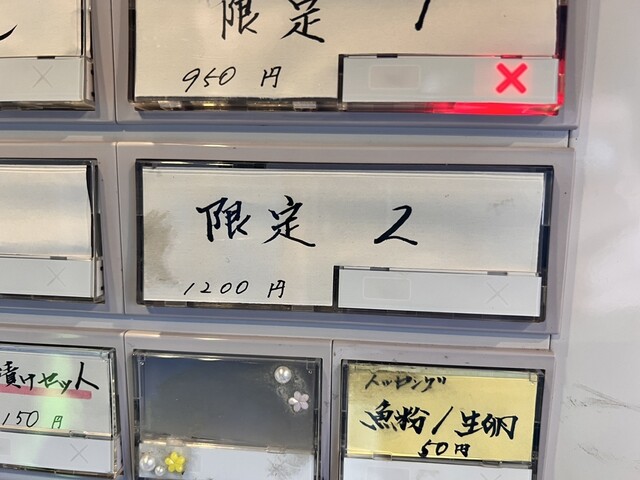 限定 1
950 円
限定 2
1200 円
漬けセット
150 円
トッピング
魚粉/生卵
50円